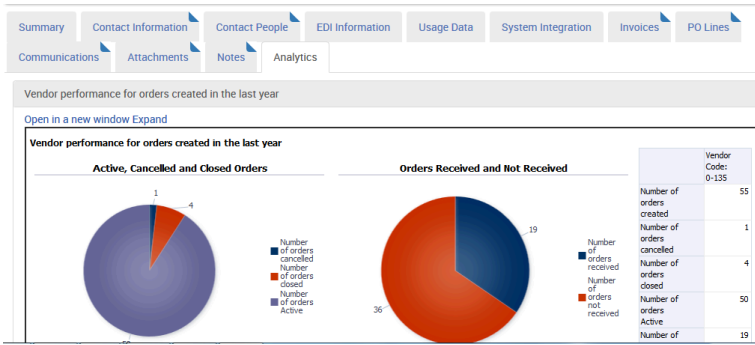 Summary Contact Information Contact People EDI Information Usage Data System Integration Invoices PO Lines
Communications Attachments Notes Analytics
Vendor performance for orders created in the last year
Open in a new window Expand
Vendor performance for orders created in the last year
Active, Cancelled and Closed Orders
1
4
Number
of orders
cancelled
Number
of orders
closed
Number
of orders
Active
Orders Received and Not Received
19
36
Number
of
orders
received
Number
of
orders
not
received
Vendor
Code:
0-135
Number of 55
orders
created
Number of 1
orders
cancelled
Number of 4
orders
closed
Number of 50
orders
Active
Number of 19